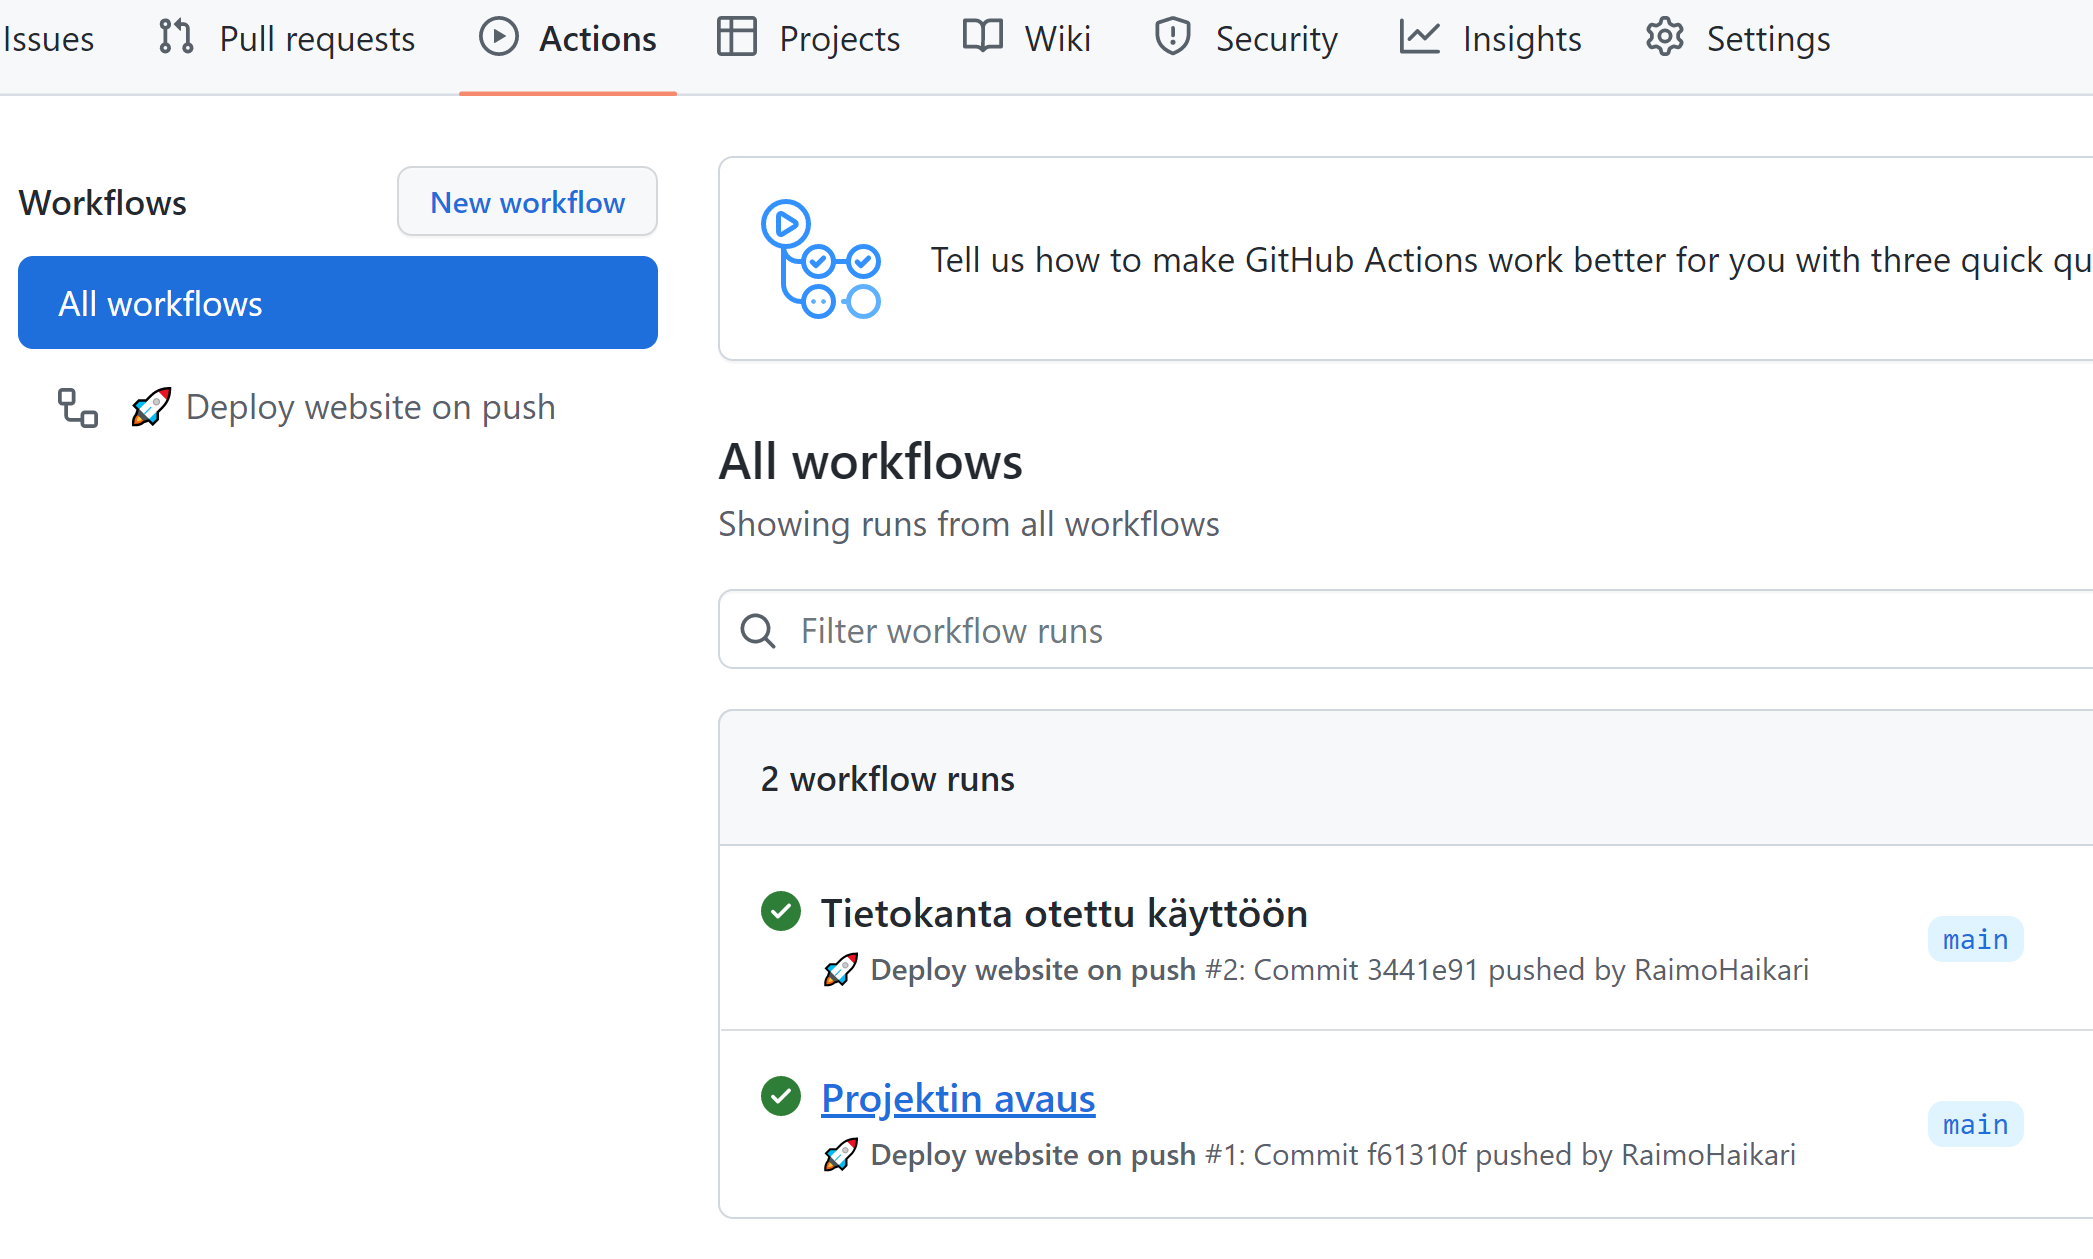 Issues Pull requests Actions Projects Wiki Security Insights Settings
Workflows
New workflow
All workflows
🚀 Deploy website on push
Tell us how to make GitHub Actions work better for you with three quick qu
All workflows
Showing runs from all workflows
Filter workflow runs
2 workflow runs
Tietokanta otettu käyttöön
🚀 Deploy website on push #2: Commit 3441e91 pushed by RaimoHaikari
main
Projektin avaus
🚀 Deploy website on push #1: Commit f61310f pushed by RaimoHaikari
main